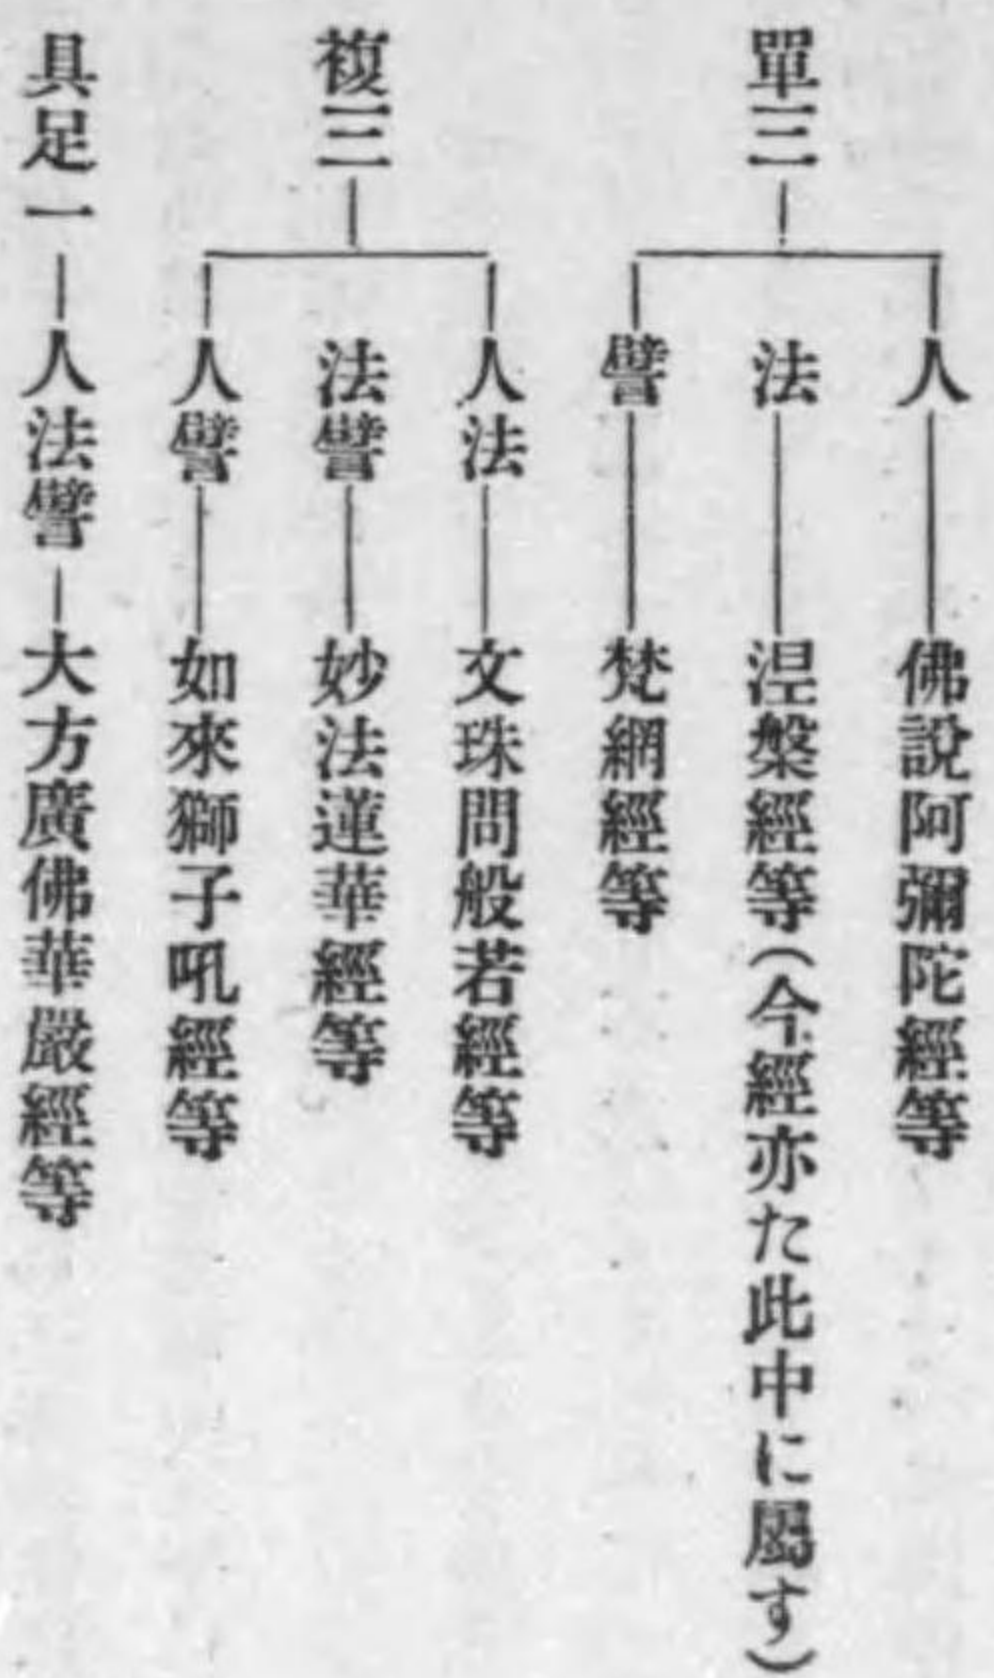 單三
人 佛說阿彌陀經等
法 涅槃經等(今經亦た此中に屬す)
譬 梵網經等
複三
人法 文珠問般若經等
法譬 妙法蓮華經等
人譬 如來獅子吼經等
具足一 人法譬 大方廣佛華嚴經等